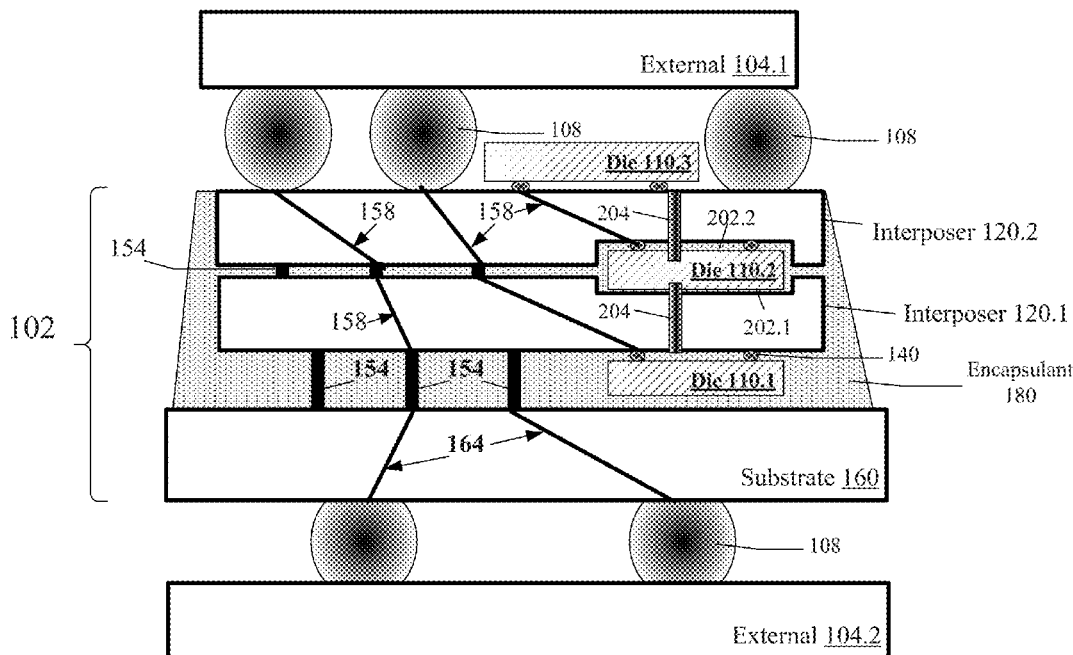 External 104.1
108
108
Die 110.3
158
158
204
202.2
154
Interposer 120.2
Die 110.2
102
158
204
202.1
Interposer 120.1
140
154
154
Die 110.1
Encapsulant
180
164
Substrate 160
108
External 104.2